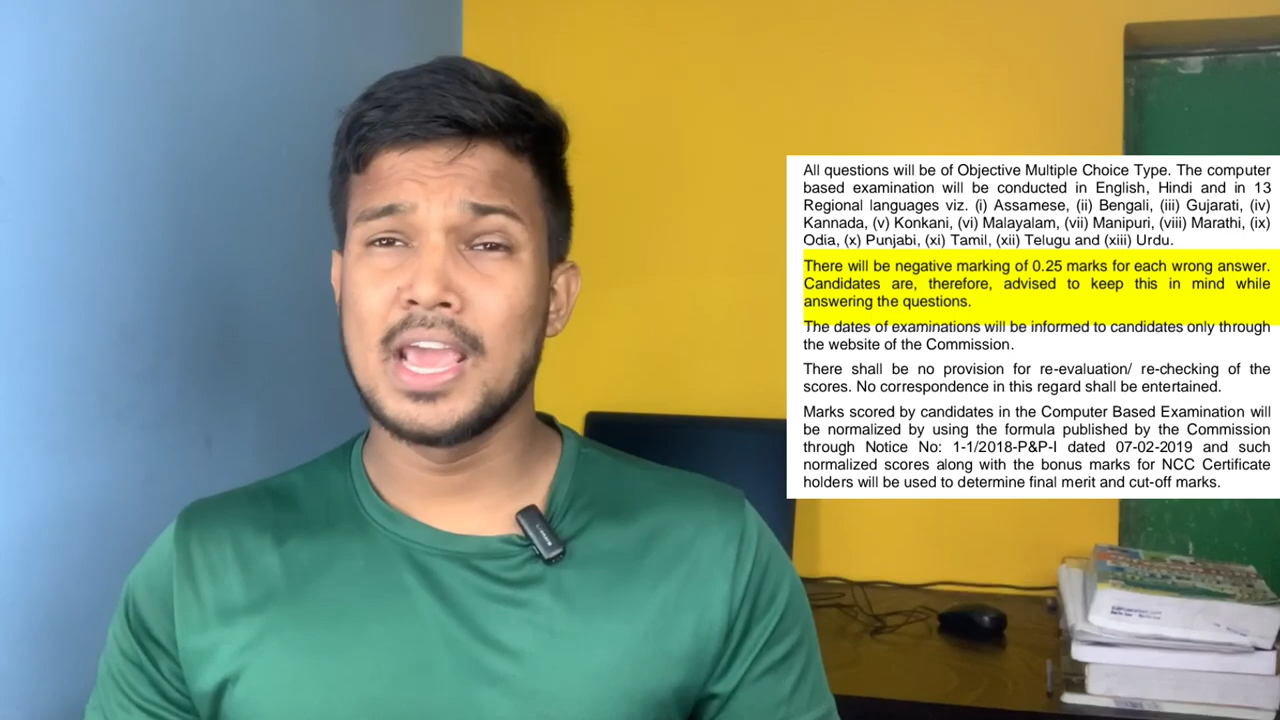 All questions will be of Objective Multiple Choice Type. The computer
based examination will be conducted in English, Hindi and in 13
Regional languages viz. (i) Assamese, (ii) Bengali, (iii) Gujarati, (iv)
Kannada, (v) Konkani, (vi) Malayalam, (vii) Manipuri, (viii) Marathi, (ix)
Odia, (x) Punjabi, (xi) Tamil, (xii) Telugu and (xiii) Urdu.
There will be negative marking of 0.25 marks for each wrong answer.
Candidates are, therefore, advised to keep this in mind while
answering the questions.
The dates of examinations will be informed to candidates only through
the website of the Commission.
There shall be no provision for re-evaluation/ re-checking of the
scores. No correspondence in this regard shall be entertained.
Marks scored by candidates in the Computer Based Examination will
be normalized by using the formula published by the Commission
through Notice No: 1-1/2018-P&P-I dated 07-02-2019 and such
normalized scores along with the bonus marks for NCC Certificate
holders will be used to determine final merit and cut-off marks.